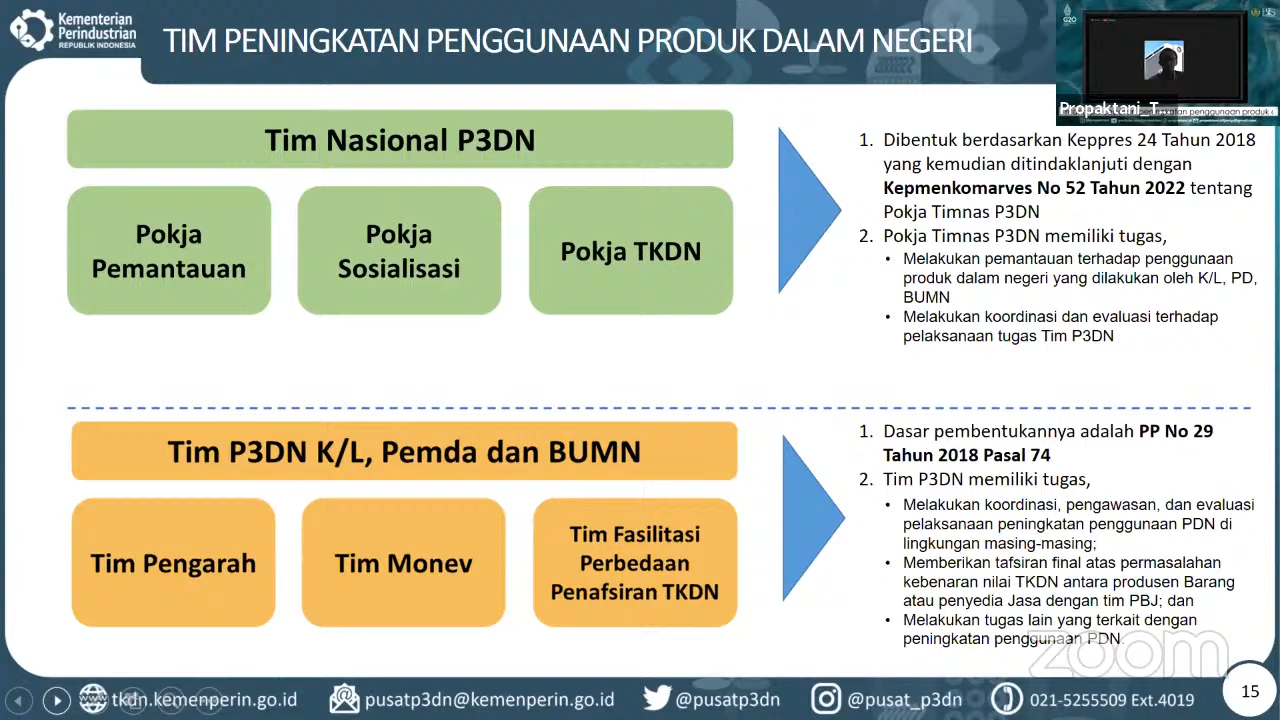 Kementerian
Perindustrian
REPUBLIK INDONESIA
TIM PENINGKATAN PENGGUNAAN PRODUK DALAM NEGERI
G20
Propaktani_T
Tim Nasional P3DN
Pokja
Pemantauan
Pokja
Sosialisasi
Pokja TKDN
1. Dibentuk berdasarkan Keppres 24 Tahun 2018
yang kemudian ditindaklanjuti dengan
Kepmenkomarves No 52 Tahun 2022 tentang
Pokja Timnas P3DN
2. Pokja Timnas P3DN memiliki tugas,
• Melakukan pemantauan terhadap penggunaan
produk dalam negeri yang dilakukan oleh K/L, PD,
BUMN
• Melakukan koordinasi dan evaluasi terhadap
pelaksanaan tugas Tim P3DN
Tim P3DN K/L, Pemda dan BUMN
Tim Pengarah
Tim Monev
Tim Fasilitasi
Perbedaan
Penafsiran TKDN
1. Dasar pembentukannya adalah PP No 29
Tahun 2018 Pasal 74
2. Tim P3DN memiliki tugas,
• Melakukan koordinasi, pengawasan, dan evaluasi
pelaksanaan peningkatan penggunaan PDN di
lingkungan masing-masing;
• Memberikan tafsiran final atas permasalahan
kebenaran nilai TKDN antara produsen Barang
atau penyedia Jasa dengan tim PBJ; dan
• Melakukan tugas lain yang terkait dengan
peningkatan penggunaan PDN.
zoom
tkdn.kemenperin.go.id
pusatp3dn@kemenperin.go.id
@pusatp3dn
@pusat_p3dn
021-5255509 Ext.4019
15